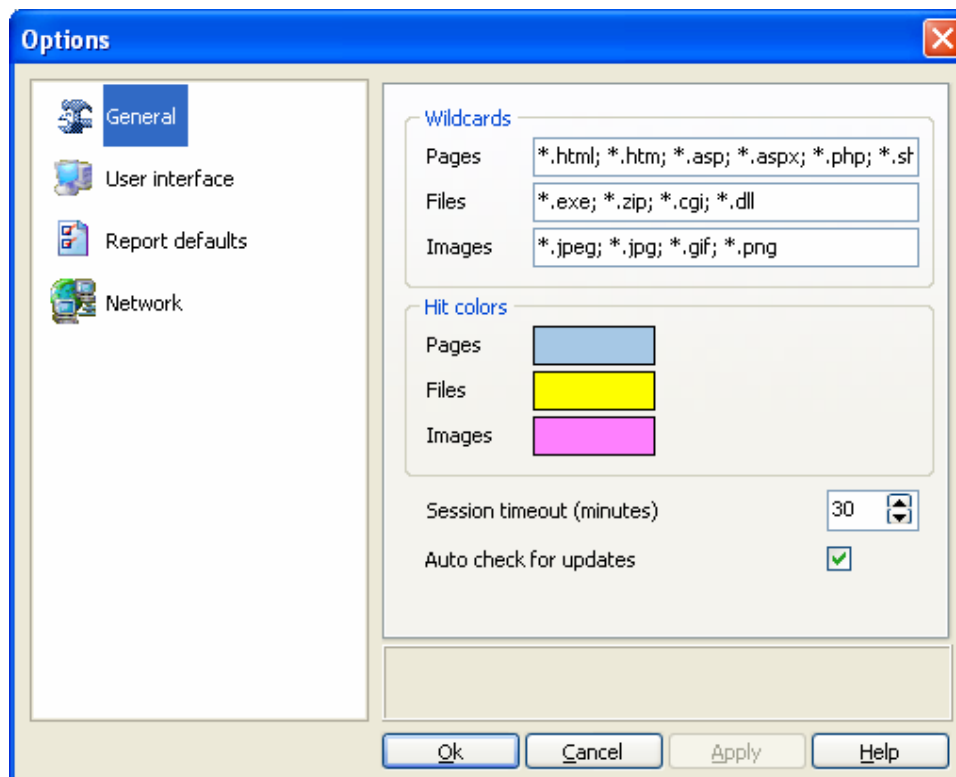 Options
General
User interface
Report defaults
Network
Wildcards
Pages *.html; *.htm; *.asp; *.aspx; *.php; *.sh
Files *.exe; *.zip; *.cgi; *.dll
Images *.jpeg; *.jpg; *.gif; *.png
Hit colors
Pages
Files
Images
Session timeout (minutes) 30
Auto check for updates
Ok Cancel Apply Help